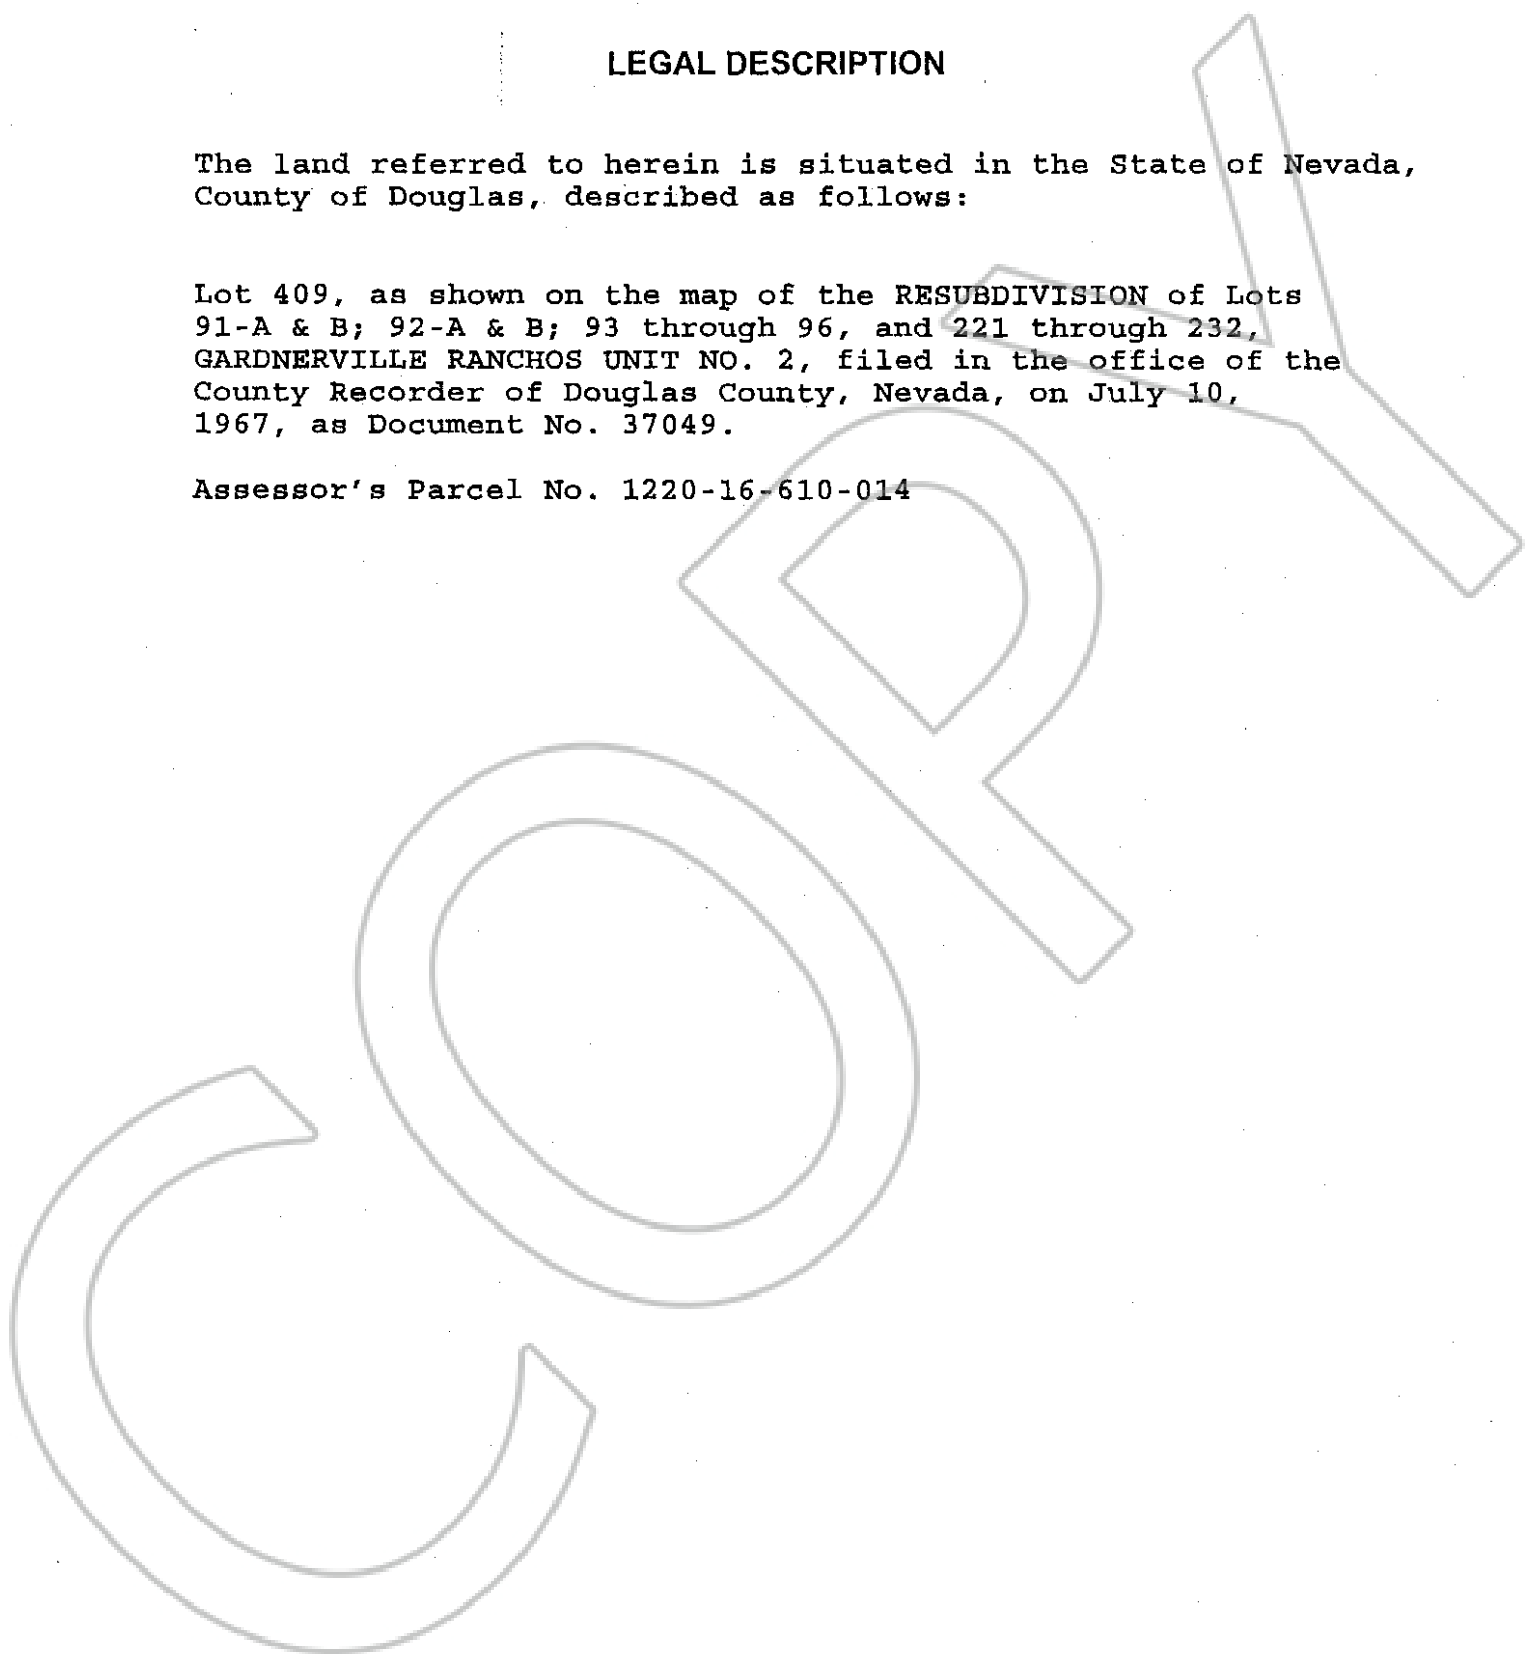 LEGAL DESCRIPTION
The land referred to herein is situated in the State of Nevada,
County of Douglas, described as follows:
Lot 409, as shown on the map of the RESUBDIVISION of Lots
91-A & B; 92-A & B; 93 through 96, and 221 through 232,
GARDNERVILLE RANCHOS UNIT NO. 2, filed in the office of the
County Recorder of Douglas County, Nevada, on July 10,
1967, as Document No. 37049.
Assessor's Parcel No. 1220-16-610-014
COPY